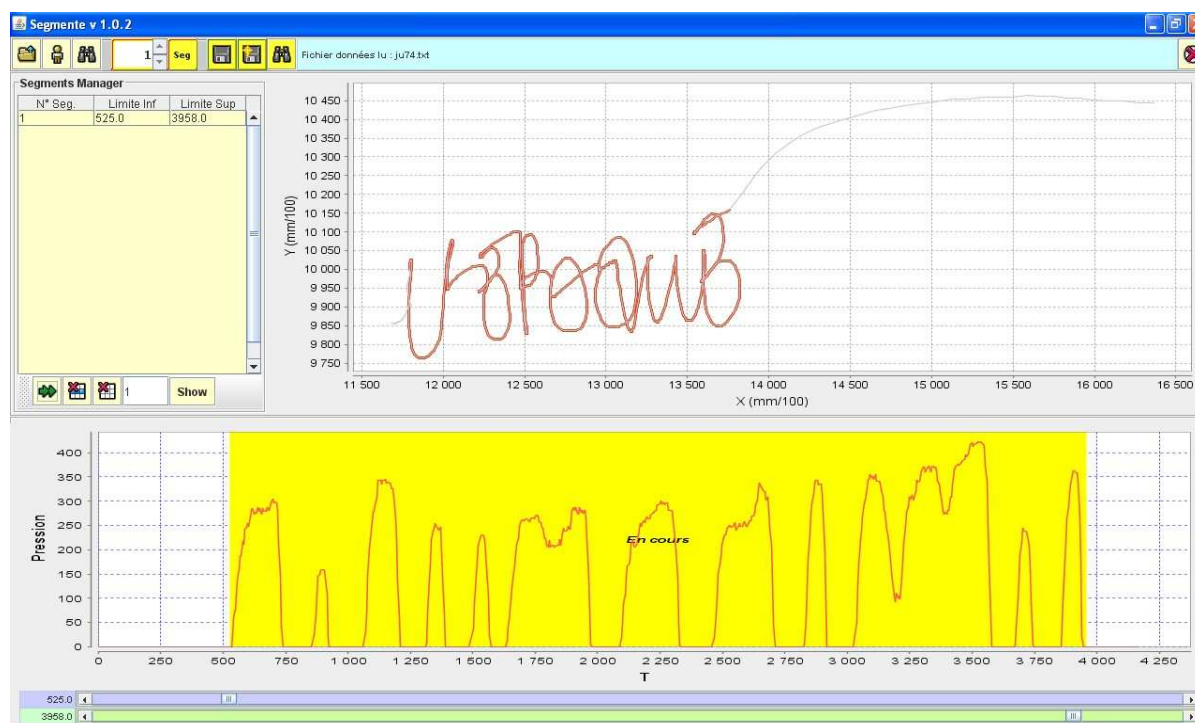 Segmente v 1.0.2
1 Seg Fichier données lu : ju74.txt
Segments Manager
N° Seg. Limite Inf Limite Sup
1 525.0 3958.0
1 Show
Y (mm/100)
10 450
10 400
10 350
10 300
10 250
10 200
10 150
10 100
10 050
10 000
9 950
9 900
9 850
9 800
9 750
11 500 12 000 12 500 13 000 13 500 14 000 14 500 15 000 15 500 16 000 16 500
X (mm/100)
Pression
400
350
300
250
200
150
100
50
0
En cours
0 250 500 750 1 000 1 250 1 500 1 750 2 000 2 250 2 500 2 750 3 000 3 250 3 500 3 750 4 000 4 250
T
525.0
3958.0